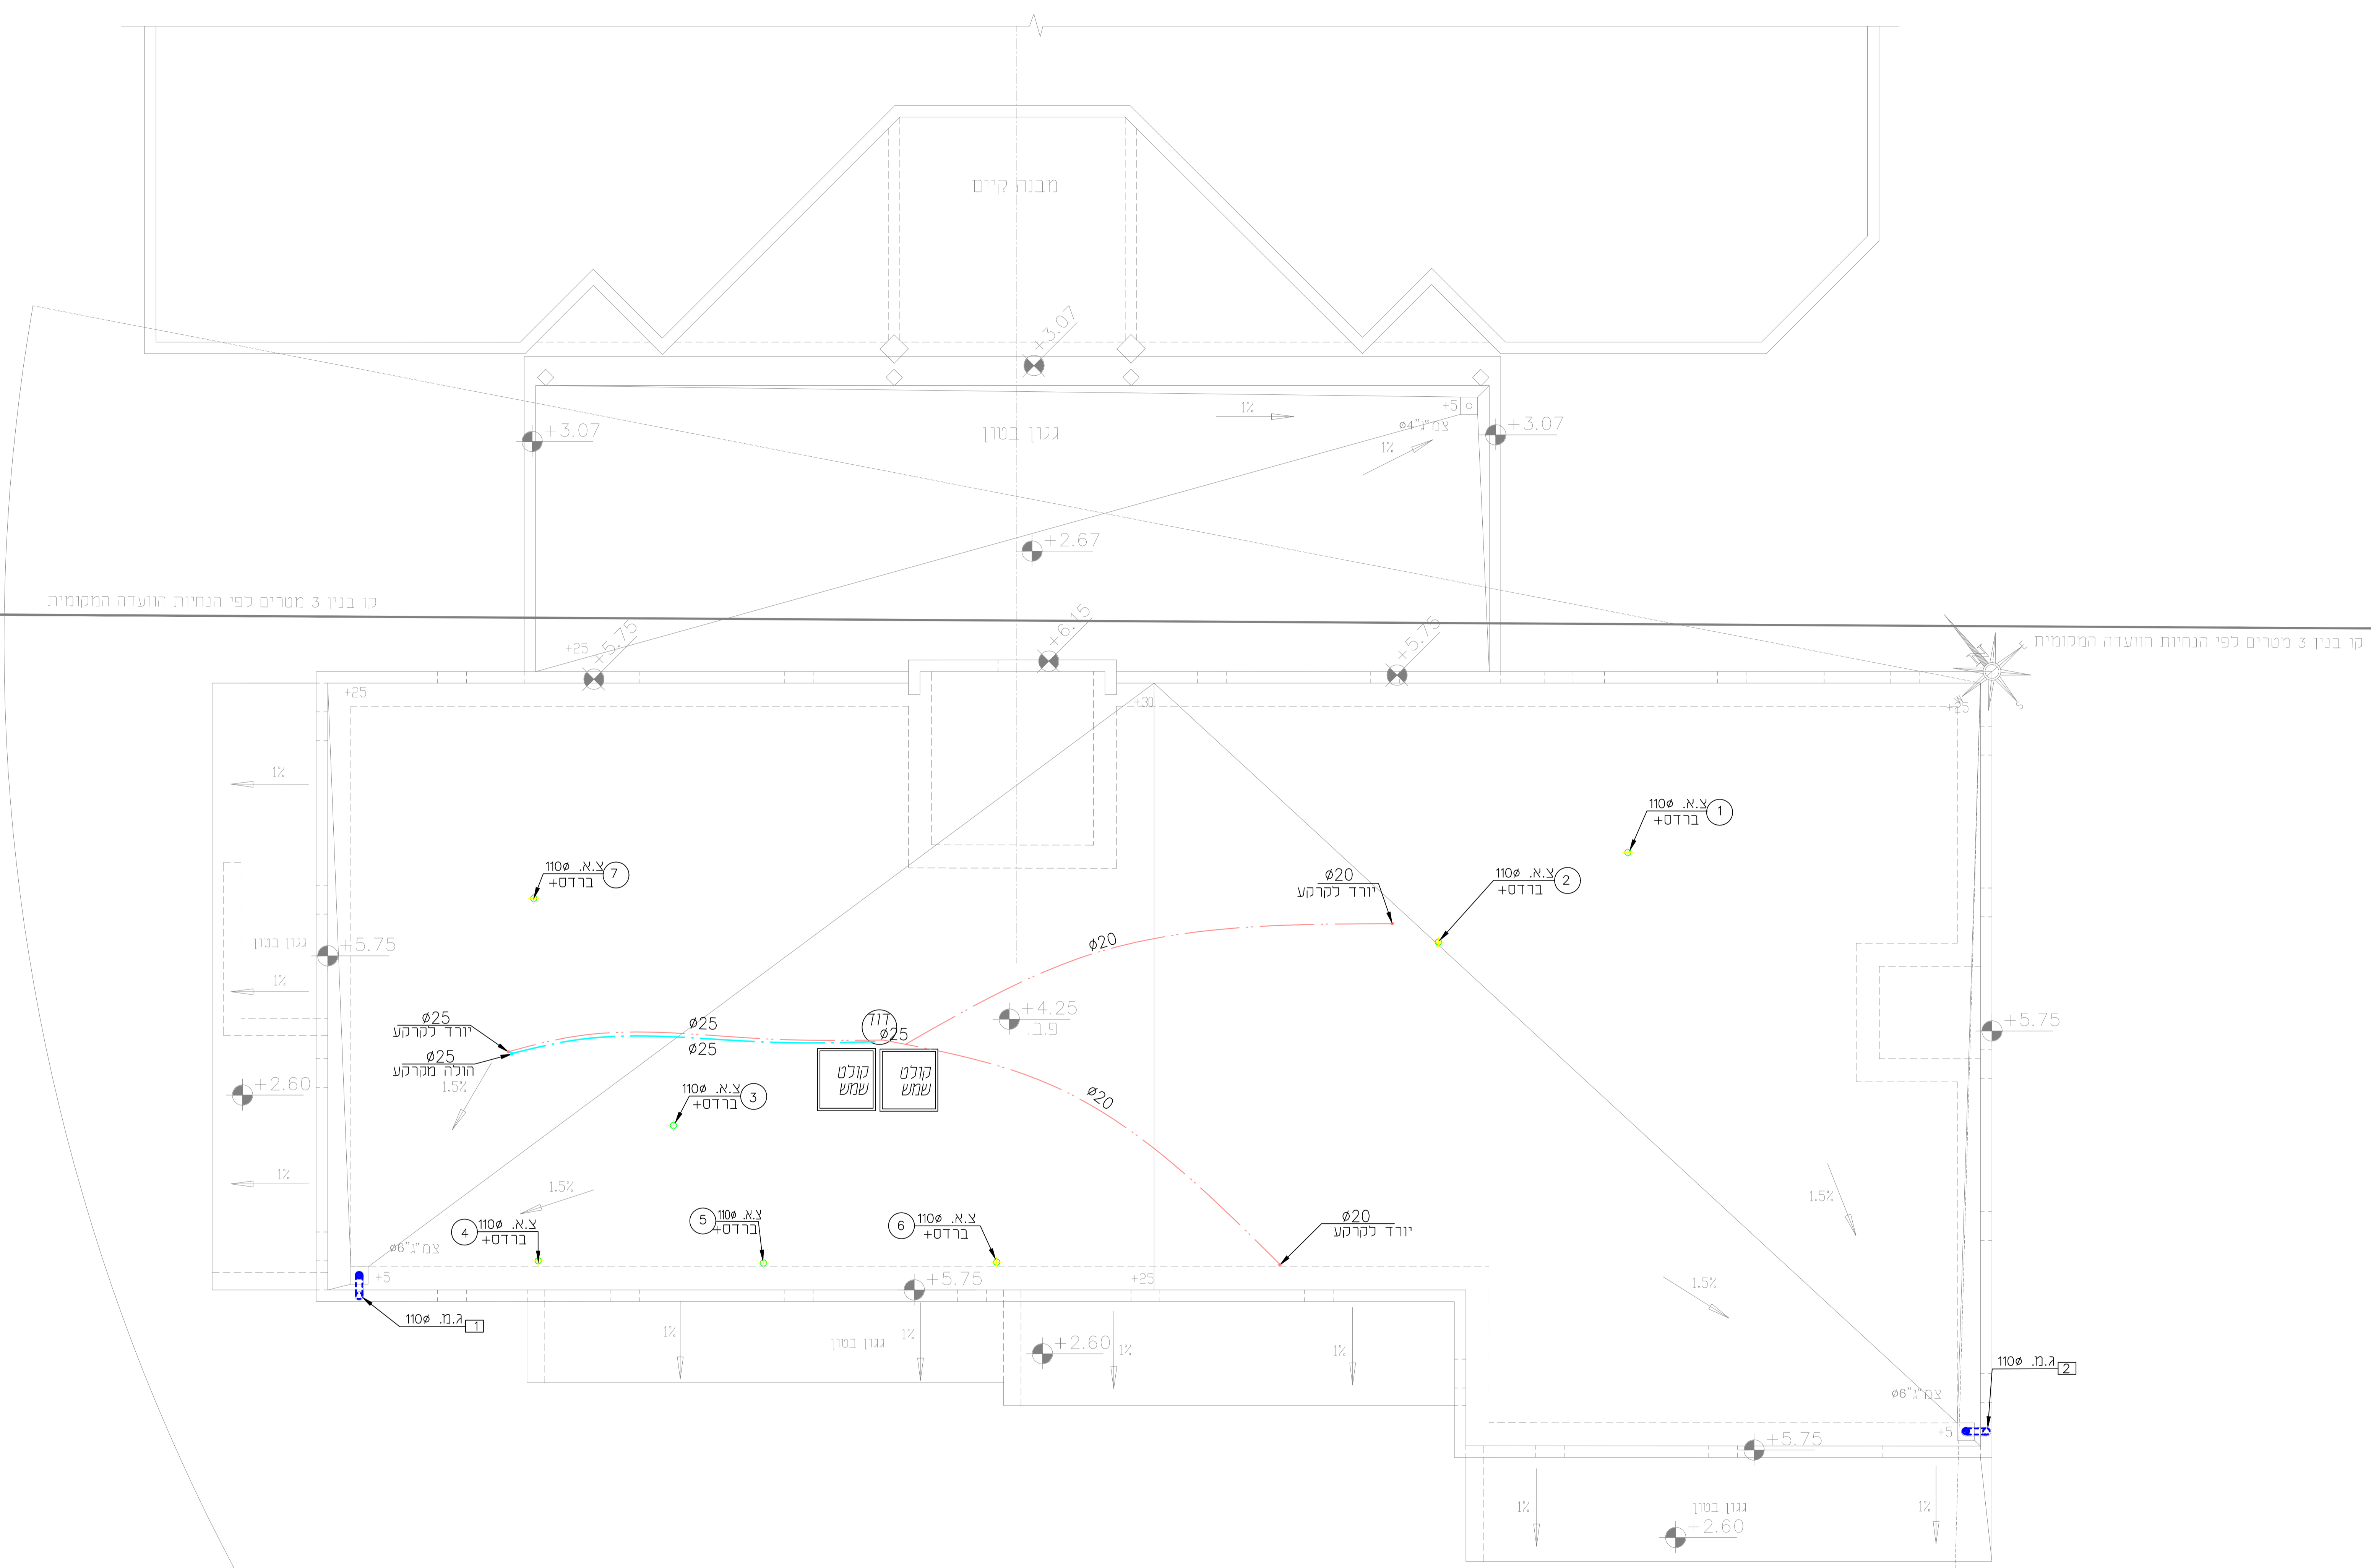 מבנה קיים
+3.07
1%
+5
צמ"ג ø4"
+3.07
גגון בטון
+3.07
1%
+2.67
קו בנין 3 מטרים לפי הנחיות הוועדה המקומית
+25
+5.75
+6.15
+5.75
קו בנין 3 מטרים לפי הנחיות הוועדה המקומית
E
S
+25
+30
+25
1%
צ.א. 110ø
ברדס+
1
צ.א. 110ø
ברדס+
7
ø20
יורד לקרקע
צ.א. 110ø
ברדס+
2
גגון בטון
+5.75
ø20
1%
+4.25
פ.ב.
+5.75
ø25
יורד לקרקע
ø25
ø25
דוד
ø25
ø25
הולה מקרקע
+2.60
1.5%
קולט
שמש
קולט
שמש
צ.א. 110ø
ברדס+
3
ø20
1%
1.5%
1.5%
4
צ.א. 110ø
ברדס+
5
צ.א. 110ø
ברדס+
6
צ.א. 110ø
ברדס+
ø20
יורד לקרקע
צמ"ג ø6"
+5
+5.75
+25
1.5%
ג.מ. 110ø
1
1%
גגון בטון
1%
+2.60
1%
1%
ג.מ. 110ø
2
צמ"ג ø6"
+5
+5.75
1%
גגון בטון
+2.60
1%